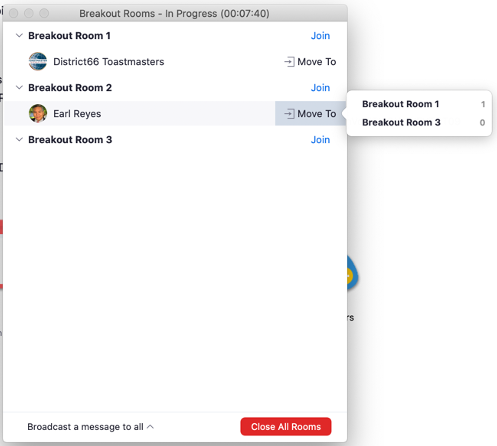 Breakout Rooms - In Progress (00:07:40)
Breakout Room 1 Join
District66 Toastmasters Move To
Breakout Room 2 Join
Earl Reyes Move To
Breakout Room 1 1
Breakout Room 3 0
Breakout Room 3 Join
rs
Broadcast a message to all
Close All Rooms